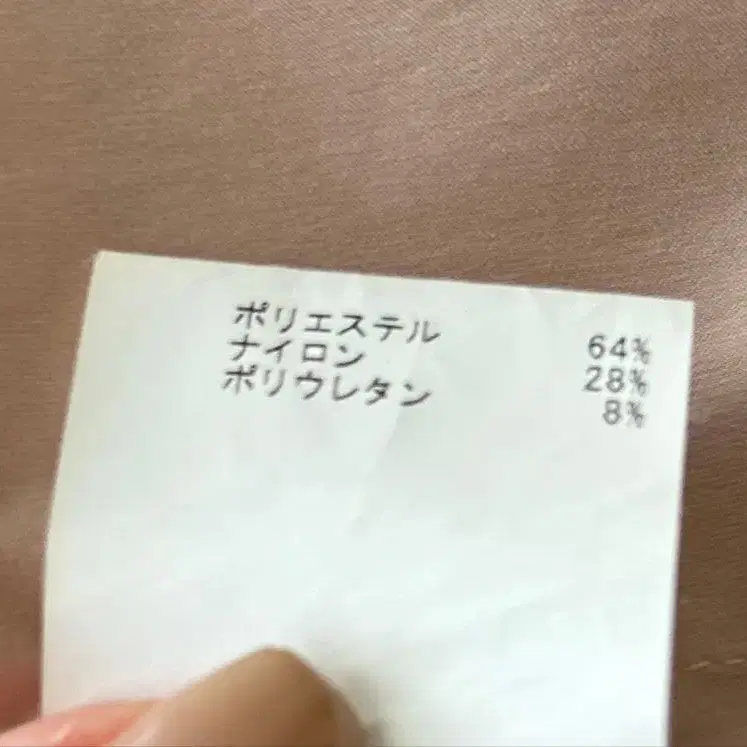 ポリエステル 64%
ナイロン 28%
ポリウレタン 8%